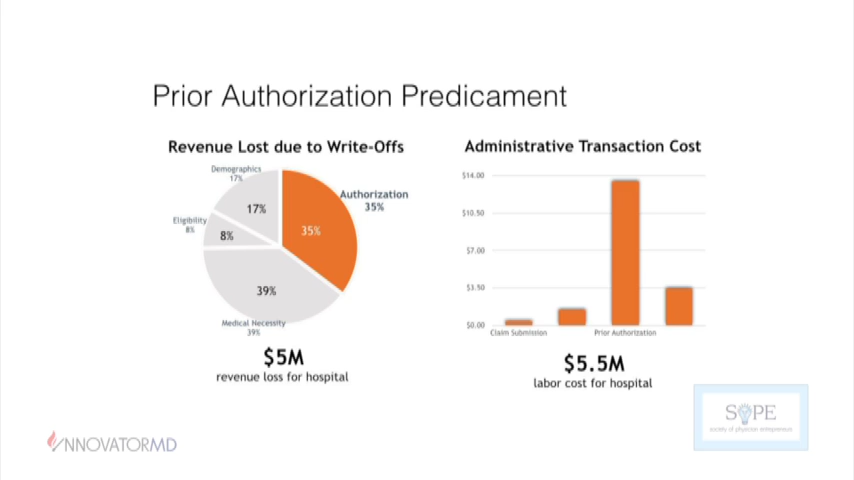 Prior Authorization Predicament
Revenue Lost due to Write-Offs
Demographics
17%
17%
Authorization
35%
35%
Eligibility
8%
8%
39%
Medical Necessity
39%
$5M
revenue loss for hospital
Administrative Transaction Cost
$14.00
$10.50
$7.00
$3.50
$0.00
Claim Submission
Prior Authorization
$5.5M
labor cost for hospital
INNOVATORMD
SOPE
society of physician entrepreneurs